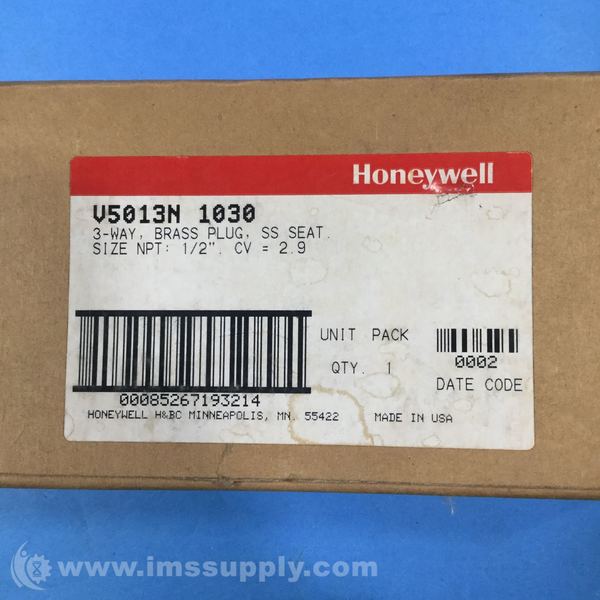 Honeywell
V5013N 1030
3-WAY, BRASS PLUG, SS SEAT.
SIZE NPT: 1/2". CV = 2.9
UNIT PACK
QTY. 1
0002
DATE CODE
00085267193214
HONEYWELL H&BC MINNEAPOLIS, MN. 55422 MADE IN USA
www.imssupply.com